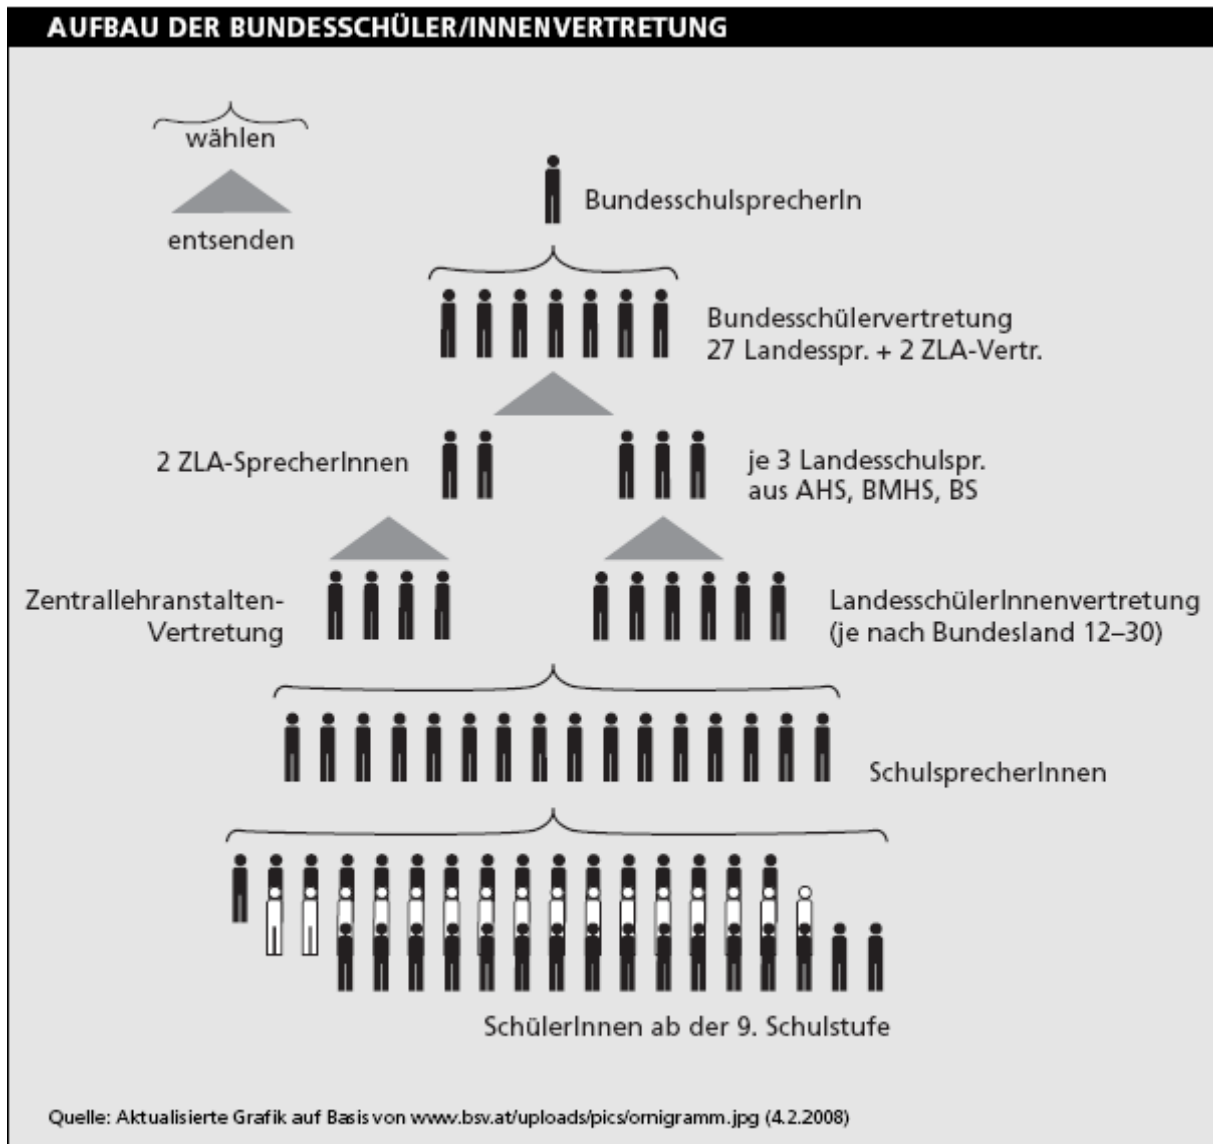 AUFBAU DER BUNDESSCHÜLER/INNENVERTRETUNG
wählen
entsenden
BundesschulsprecherIn
Bundesschülervertretung
27 Landesspr. + 2 ZLA-Vertr.
2 ZLA-SprecherInnen
je 3 Landesschulspr.
aus AHS, BMHS, BS
Zentrallehranstalten-
Vertretung
LandesschülerInnenvertretung
(je nach Bundesland 12–30)
SchulsprecherInnen
SchülerInnen ab der 9. Schulstufe
Quelle: Aktualisierte Grafik auf Basis von www.bsv.at/uploads/pics/ornigramm.jpg (4.2.2008)